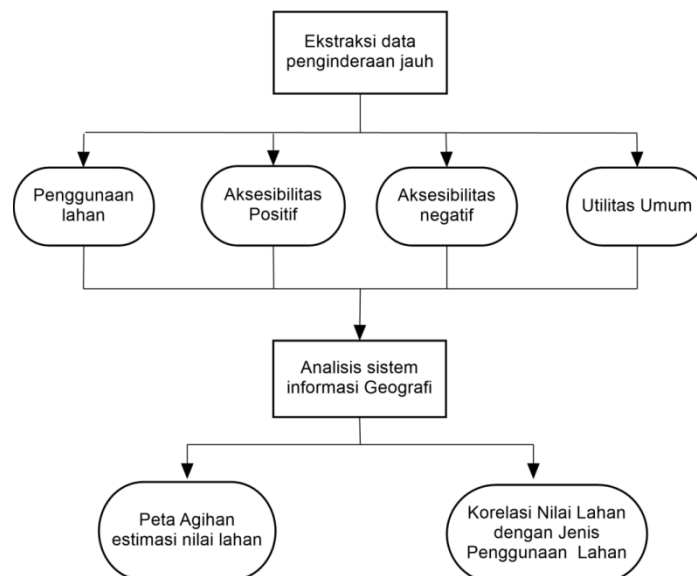 Ekstraksi data
penginderaan jauh
Penggunaan
lahan
Aksesibilitas
Positif
Aksesibilitas
negatif
Utilitas Umum
Analisis sistem
informasi Geografi
Peta Agihan
estimasi nilai lahan
Korelasi Nilai Lahan
dengan Jenis
Penggunaan Lahan